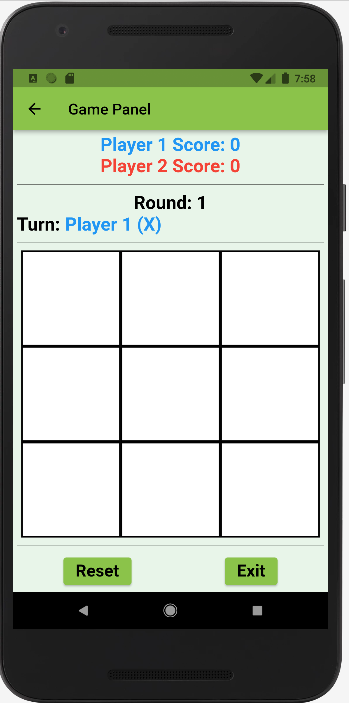 7:58
Game Panel
Player 1 Score: 0
Player 2 Score: 0
Round: 1
Turn: Player 1 (X)
Reset
Exit